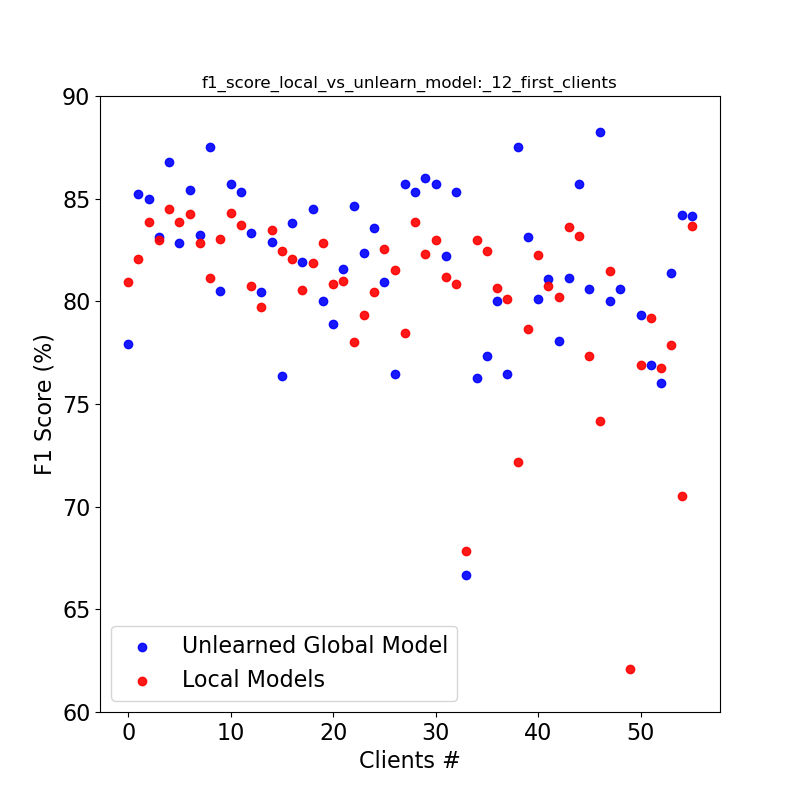 f1_score_local_vs_unlearn_model:_12_first_clients
90
85
80
75
70
65
60
F1 Score (%)
Unlearned Global Model
Local Models
0 10 20 30 40 50
Clients #